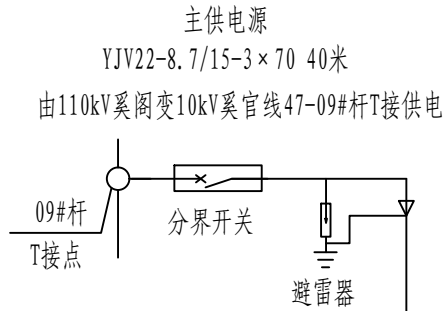 主供电源
YJV22-8.7/15-3×70 40米
由110kV奚阁变10kV奚官线47-09#杆T接供电
09#杆
T接点
分界开关
避雷器